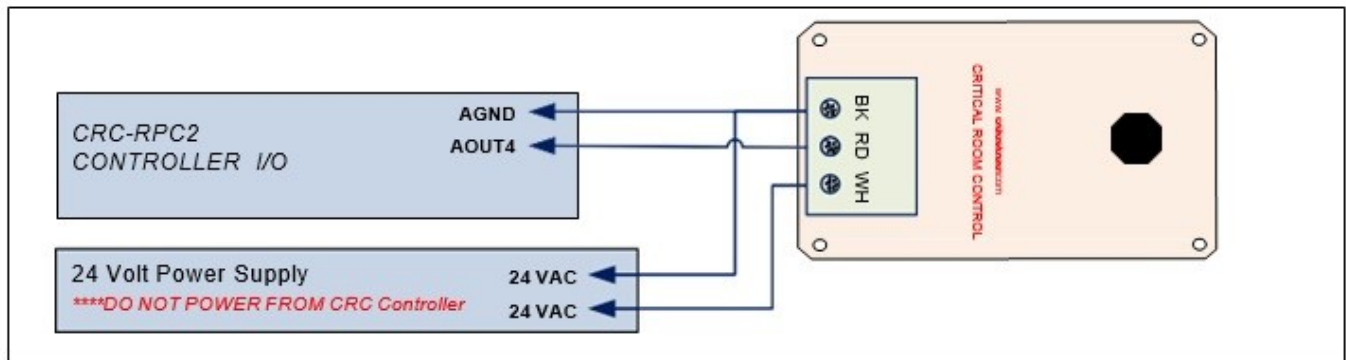 CRC-RPC2
CONTROLLER I/O
AGND
AOUT4
24 Volt Power Supply
****DO NOT POWER FROM CRC Controller
24 VAC
24 VAC
BK
RD
WH
CRITICAL ROOM CONTROL